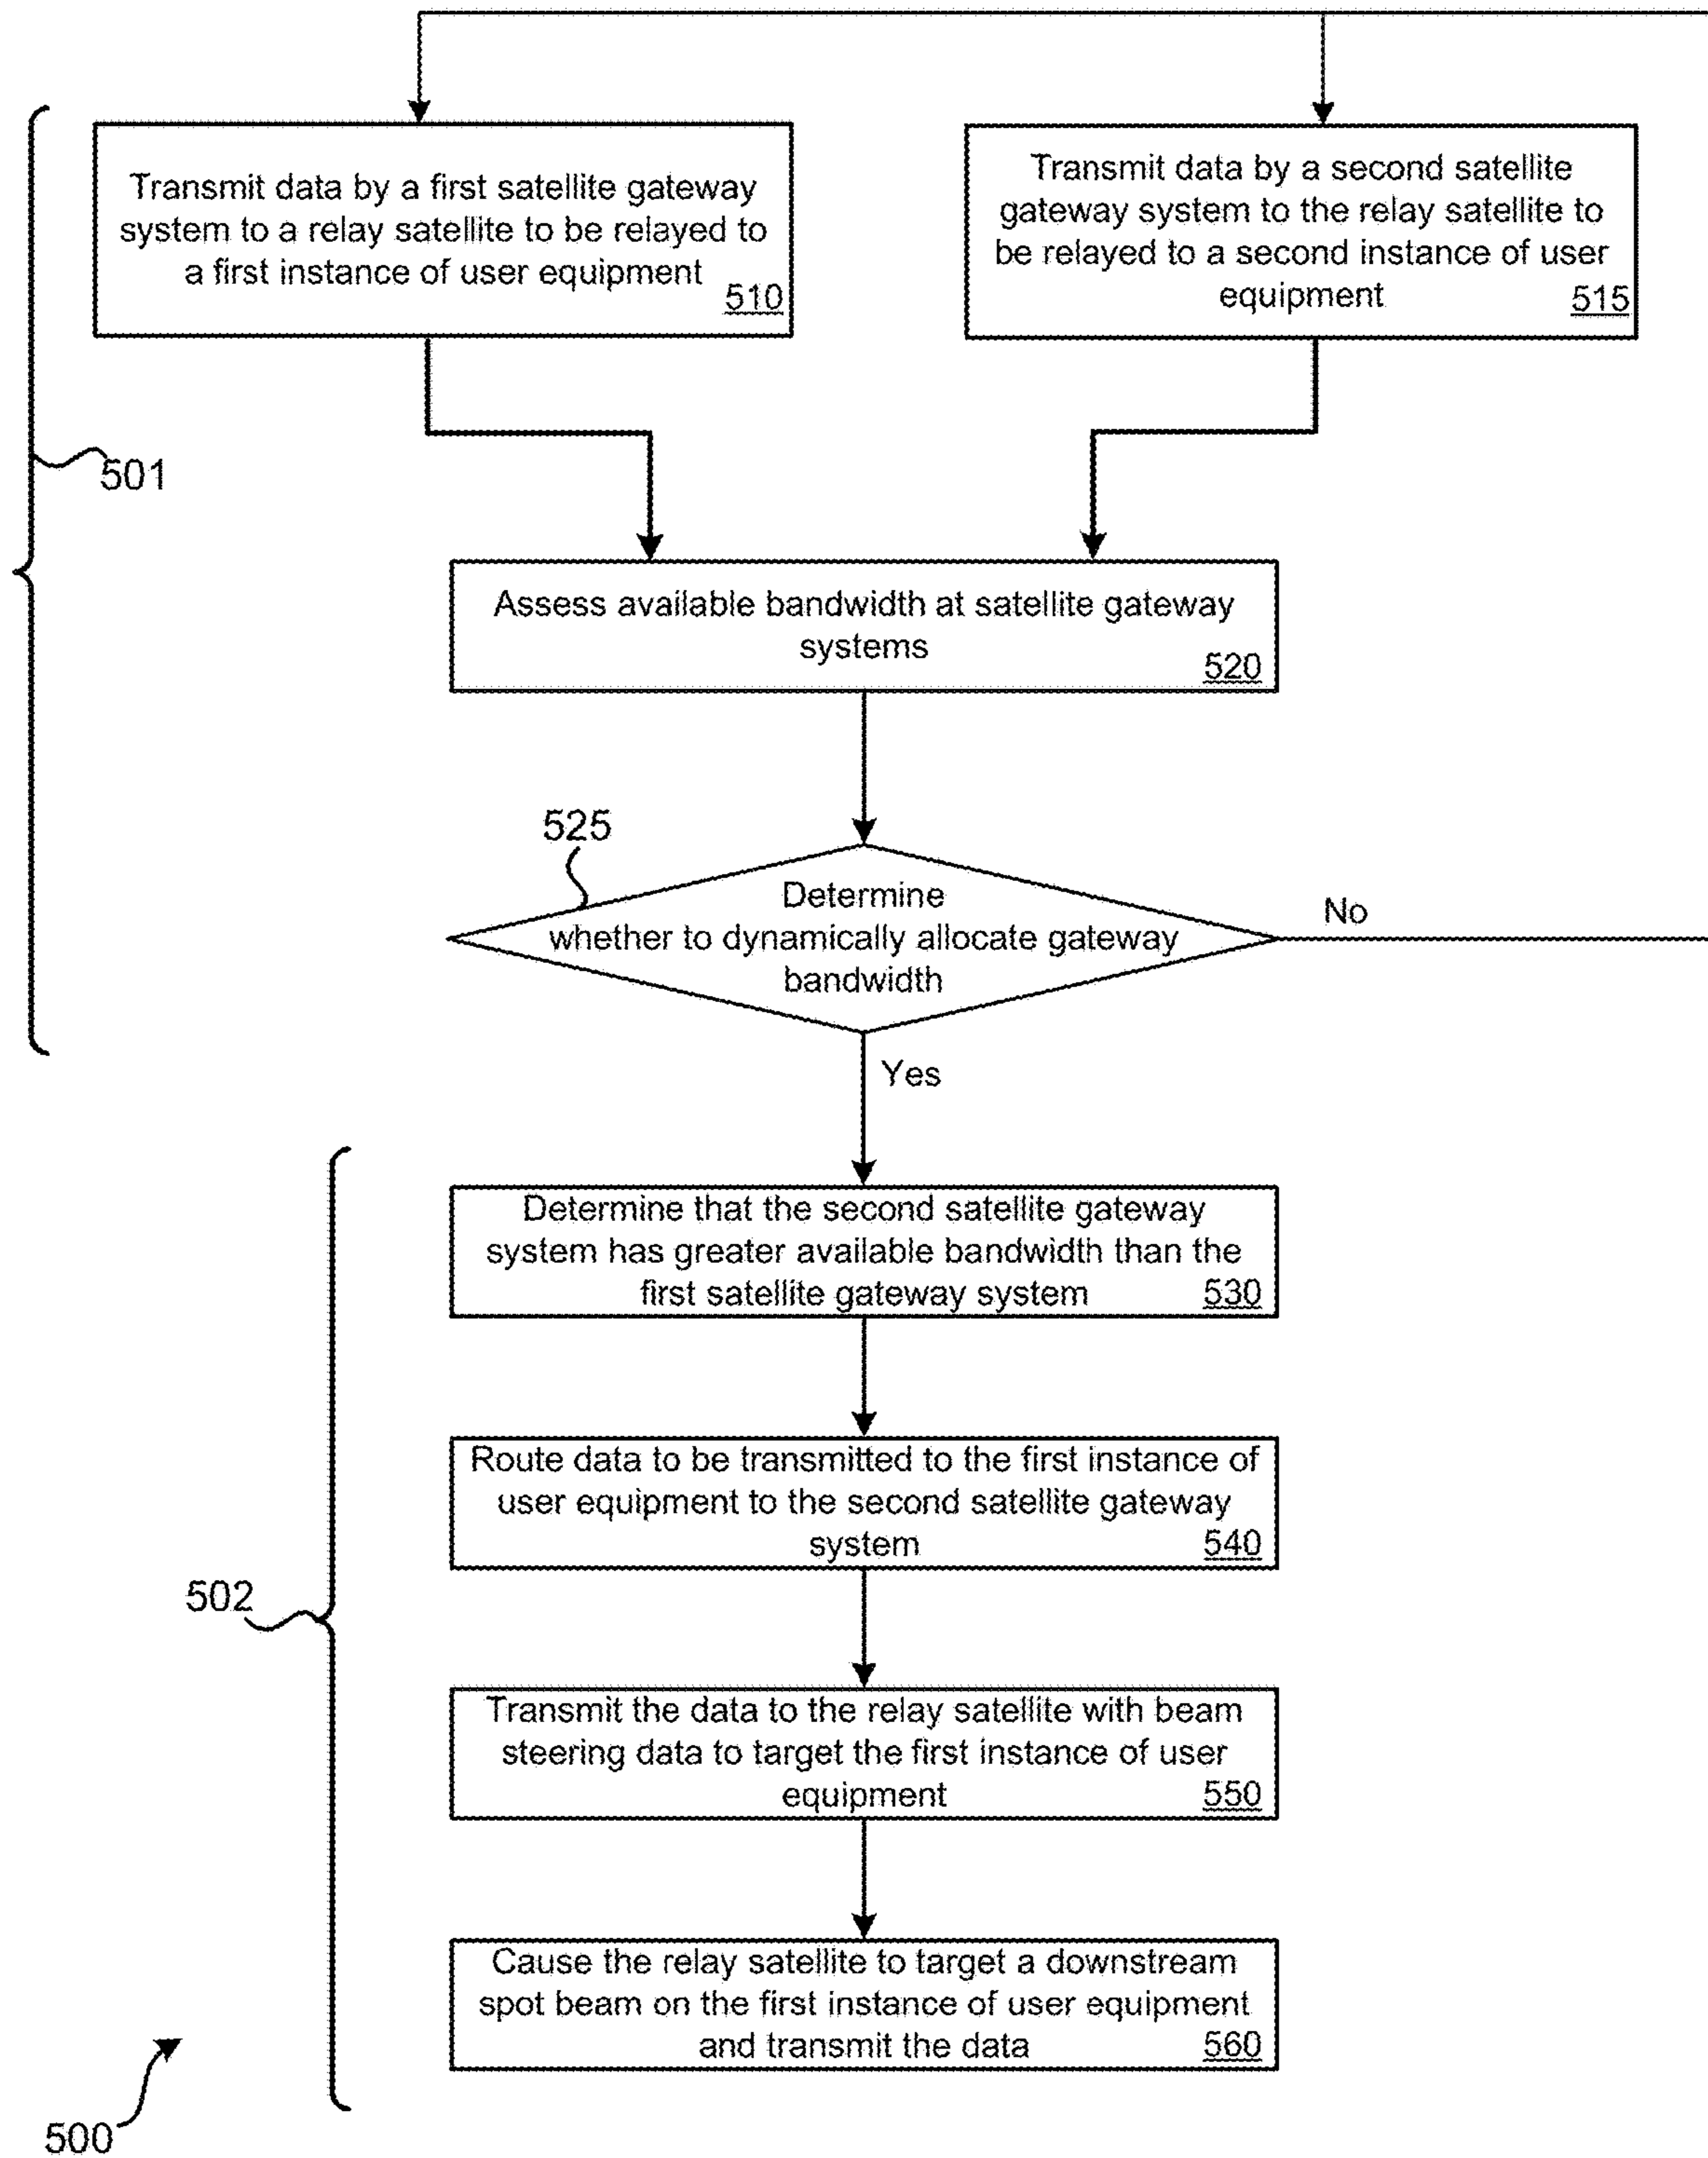 Transmit data by a first satellite gateway
system to a relay satellite to be relayed to
a first instance of user equipment
510
Transmit data by a second satellite
gateway system to the relay satellite to
be relayed to a second instance of user
equipment
515
501
Assess available bandwidth at satellite gateway
systems
520
525
Determine
whether to dynamically allocate gateway
bandwidth
No
Yes
Determine that the second satellite gateway
system has greater available bandwidth than the
first satellite gateway system
530
Route data to be transmitted to the first instance of
user equipment to the second satellite gateway
system
540
502
Transmit the data to the relay satellite with beam
steering data to target the first instance of user
equipment
550
Cause the relay satellite to target a downstream
spot beam on the first instance of user equipment
and transmit the data
560
500